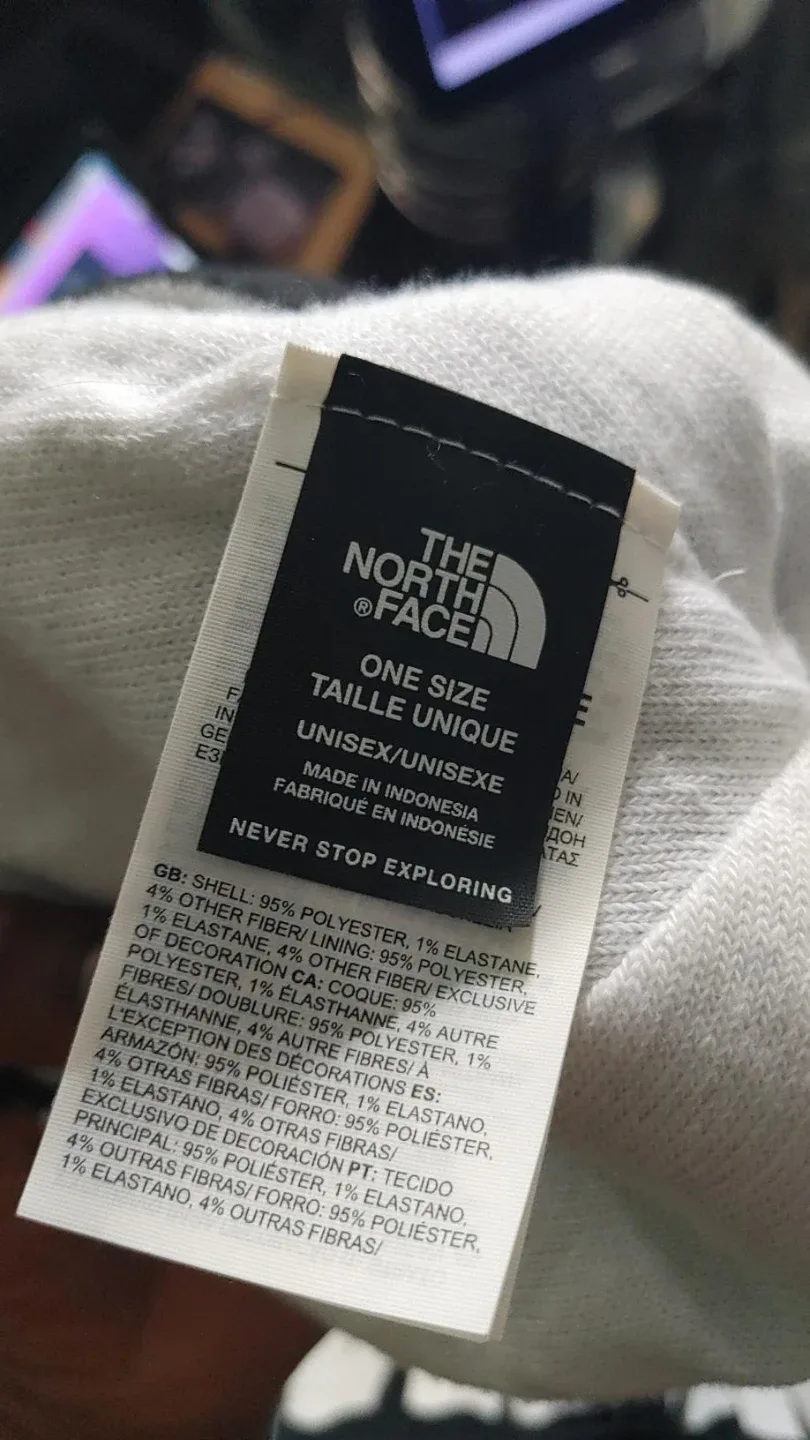 THE
NORTH
® FACE
ONE SIZE
TAILLE UNIQUE
UNISEX/UNISEXE
MADE IN INDONESIA
FABRIQUÉ EN INDONÉSIE
NEVER STOP EXPLORING
GB: SHELL: 95% POLYESTER, 1% ELASTANE,
4% OTHER FIBER/ LINING: 95% POLYESTER,
1% ELASTANE, 4% OTHER FIBER/ EXCLUSIVE
OF DECORATION CA: COQUE: 95%
POLYESTER, 1% ÉLASTHANNE, 4% AUTRE
FIBRES/ DOUBLURE: 95% POLYESTER, 1%
ÉLASTHANNE, 4% AUTRE FIBRES/ À
L'EXCEPTION DES DÉCORATIONS ES:
ARMAZÓN: 95% POLIÉSTER, 1% ELASTANO,
4% OTRAS FIBRAS/ FORRO: 95% POLIÉSTER,
1% ELASTANO, 4% OTRAS FIBRAS/
EXCLUSIVO DE DECORACIÓN PT: TECIDO
PRINCIPAL: 95% POLIÉSTER, 1% ELASTANO,
4% OUTRAS FIBRAS/ FORRO: 95% POLIÉSTER,
1% ELASTANO, 4% OUTRAS FIBRAS/